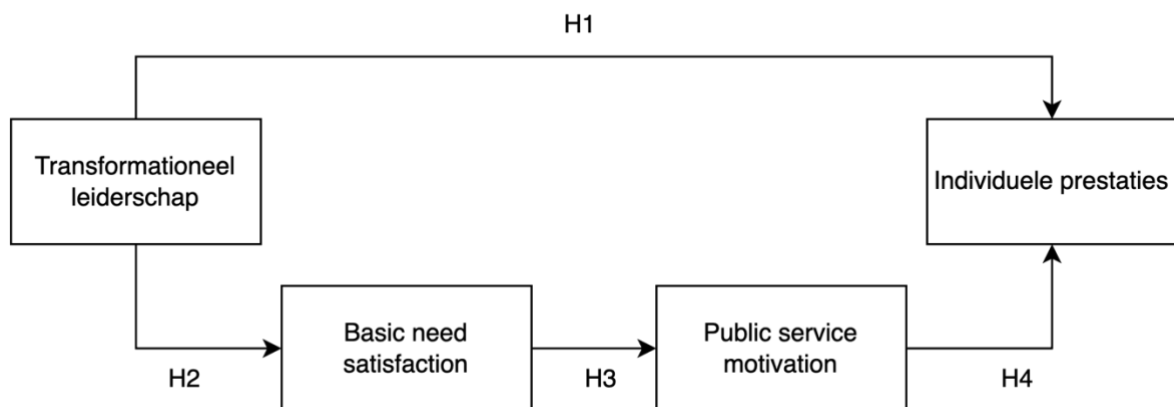 H1
Transformationeel
leiderschap
Individuele prestaties
Basic need
satisfaction
Public service
motivation
H2
H3
H4